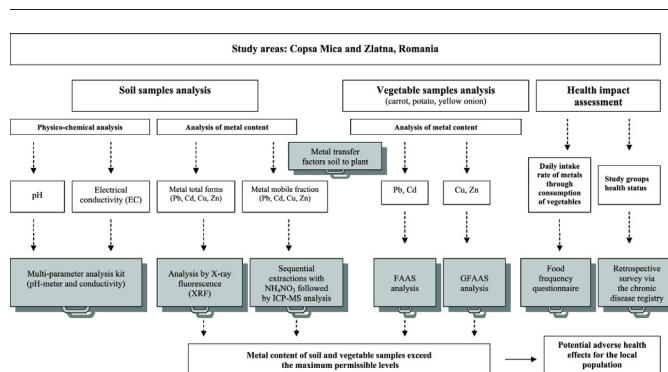 Study areas: Copsa Mica and Zlatna, Romania
Soil samples analysis
Vegetable samples analysis
(carrot, potato, yellow onion)
Health impact
assessment
Physico-chemical analysis
Analysis of metal content
Analysis of metal content
Metal transfer
factors soil to plant
pH
Electrical
conductivity (EC)
Metal total forms
(Pb, Cd, Cu, Zn)
Metal mobile fraction
(Pb, Cd, Cu, Zn)
Pb, Cd
Cu, Zn
Daily intake
rate of metals
through
consumption
of vegetables
Study groups
health status
Multi-parameter analysis kit
(pH-meter and conductivity)
Analysis by X-ray
fluorescence
(XRF)
Sequential
extractions with
NH₄NO₃ followed
by ICP-MS analysis
FAAS
analysis
GFAAS
analysis
Food
frequency
questionnaire
Retrospective
survey via
the chronic
disease registry
Metal content of soil and vegetable samples exceed
the maximum permissible levels
Potential adverse health
effects for the local
population